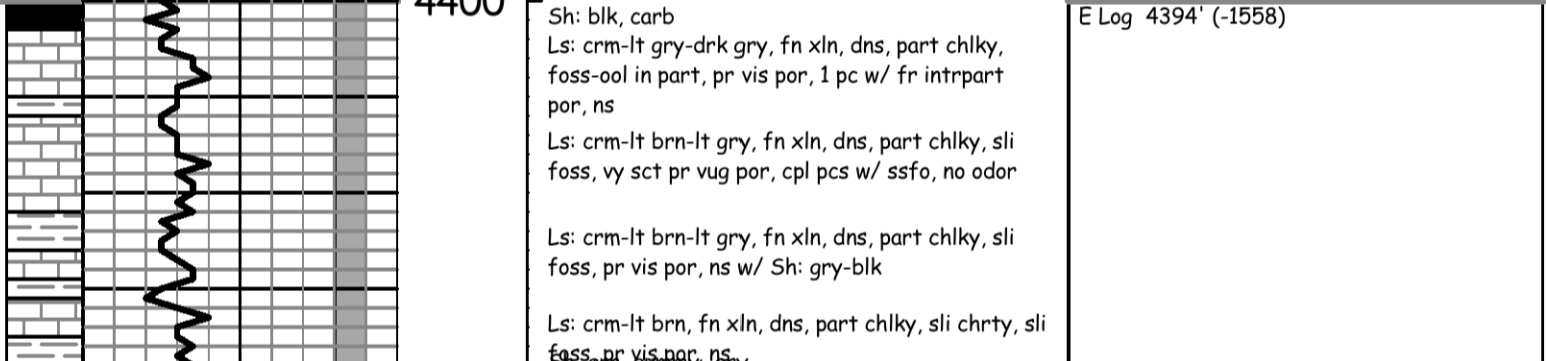 4400
Sh: blk, carb
Ls: crm-lt gry-drk gry, fn xln, dns, part chlky,
foss-ool in part, pr vis por, 1 pc w/ fr intrpart
por, ns
Ls: crm-lt brn-lt gry, fn xln, dns, part chlky, sli
foss, vy sct pr vug por, cpl pcs w/ ssfo, no odor
Ls: crm-lt brn-lt gry, fn xln, dns, part chlky, sli
foss, pr vis por, ns w/ Sh: gry-blk
Ls: crm-lt brn, fn xln, dns, part chlky, sli chrty, sli
foss, pr vis por, ns
E Log 4394' (-1558)